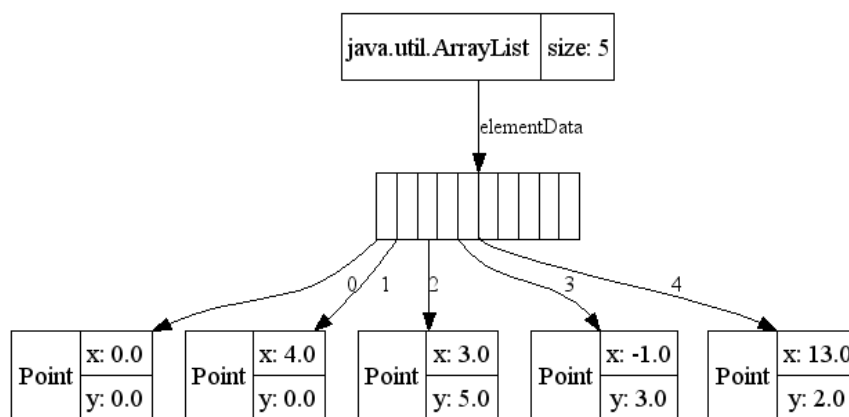 java.util.ArrayList size: 5
elementData
0 1 2 3 4
Point x: 0.0 y: 0.0
Point x: 4.0 y: 0.0
Point x: 3.0 y: 5.0
Point x: -1.0 y: 3.0
Point x: 13.0 y: 2.0